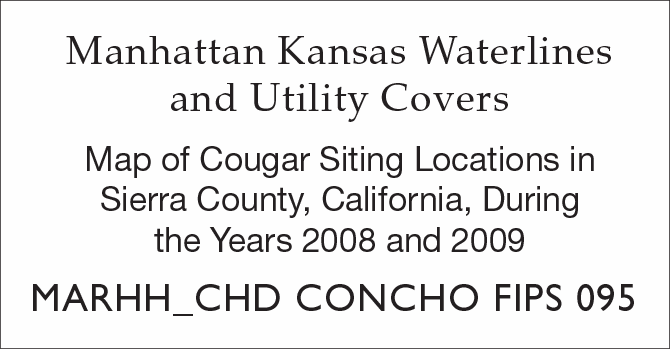 Manhattan Kansas Waterlines
and Utility Covers
Map of Cougar Siting Locations in
Sierra County, California, During
the Years 2008 and 2009
MARHH_CHD CONCHO FIPS 095